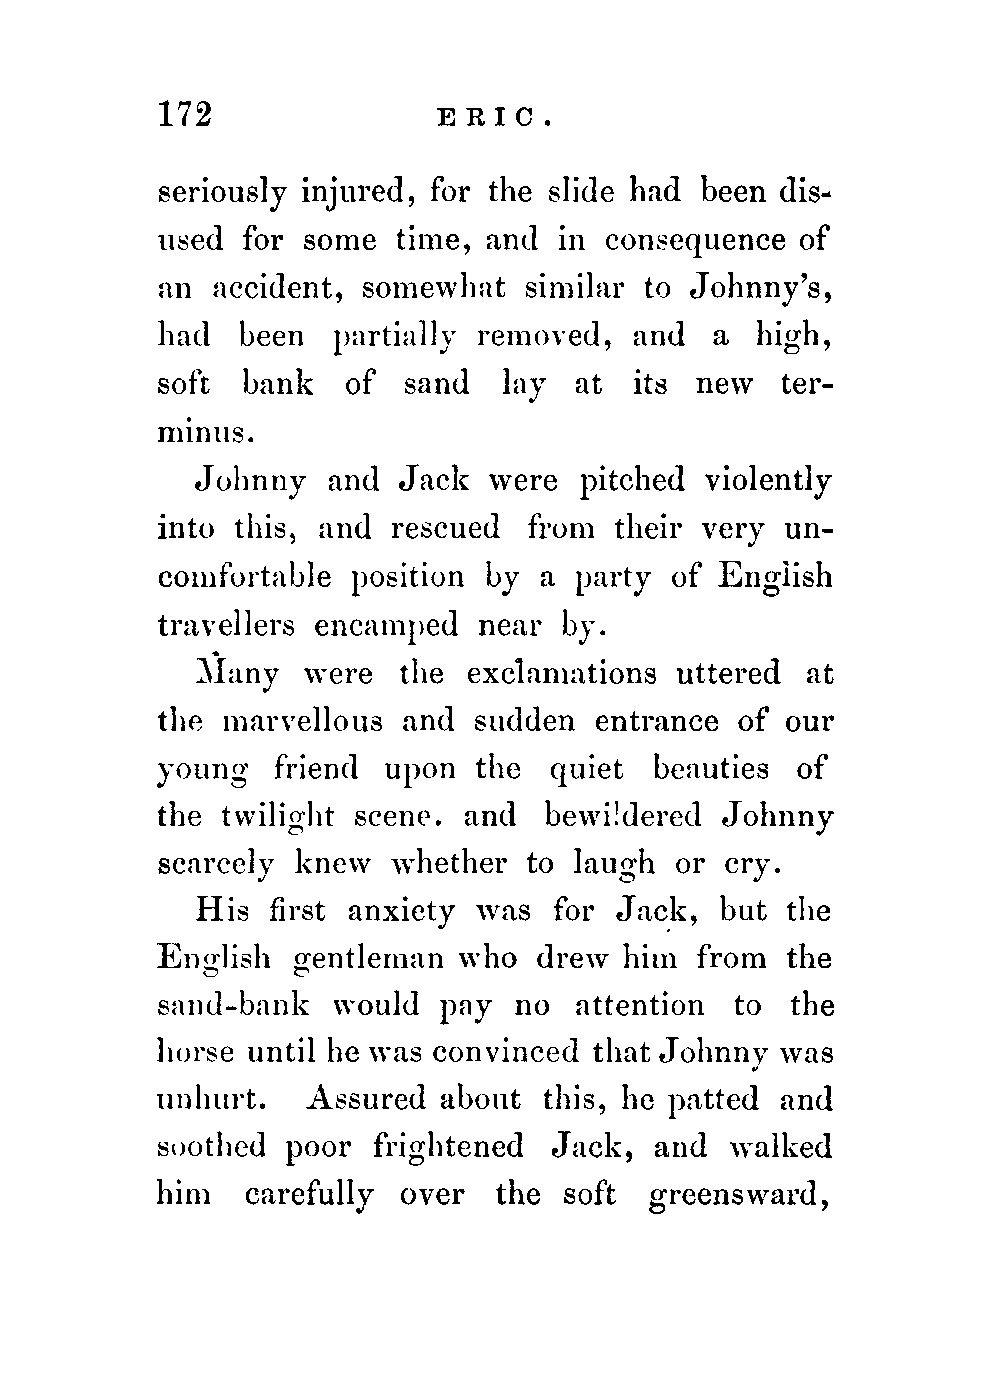 172 ERIC.
seriously injured, for the slide had been dis-
used for some time, and in consequence of
an accident, somewhat similar to Johnny's,
had been partially removed, and a high,
soft bank of sand lay at its new ter-
minus.
Johnny and Jack were pitched violently
into this, and rescued from their very un-
comfortable position by a party of English
travellers encamped near by.
Many were the exclamations uttered at
the marvellous and sudden entrance of our
young friend upon the quiet beauties of
the twilight scene. and bewildered Johnny
scarcely knew whether to laugh or cry.
His first anxiety was for Jack, but the
English gentleman who drew him from the
sand-bank would pay no attention to the
horse until he was convinced that Johnny was
unhurt. Assured about this, he patted and
soothed poor frightened Jack, and walked
him carefully over the soft greensward,